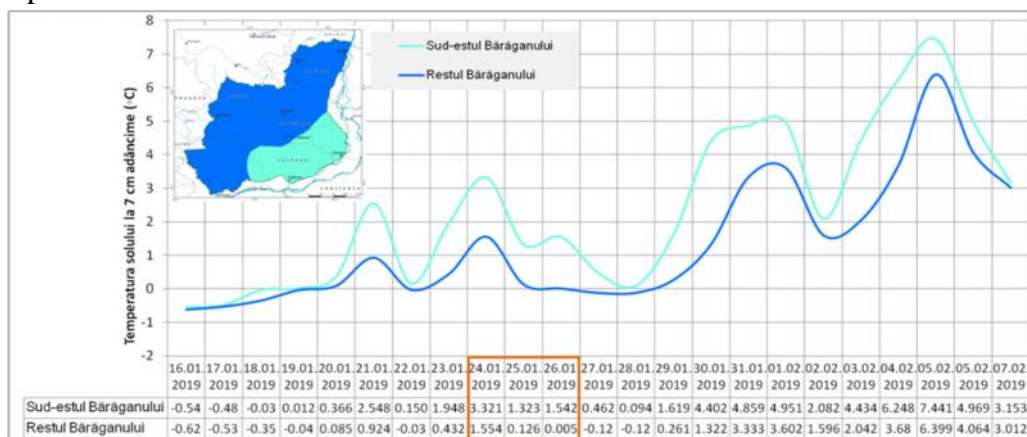 8
7
6
5
4
3
2
1
0
-1
-2
Temperatura solului la 7 cm adâncime (◦C)
Sud-estul Bărăganului
Restul Bărăganului
16.01. 17.01. 18.01. 19.01. 20.01. 21.01. 22.01. 23.01. 24.01. 25.01. 26.01. 27.01. 28.01. 29.01. 30.01. 31.01. 01.02. 02.02. 03.02. 04.02. 05.02. 05.02. 07.02.
2019 2019 2019 2019 2019 2019 2019 2019 2019 2019 2019 2019 2019 2019 2019 2019 2019 2019 2019 2019 2019 2019 2019
Sud-estul Bărăganului -0.54 -0.48 -0.03 0.012 0.366 2.548 0.150 1.948 3.321 1.323 1.542 0.462 0.094 1.619 4.402 4.859 4.951 2.082 4.434 6.248 7.441 4.969 3.153
Restul Bărăganului -0.62 -0.53 -0.35 -0.04 0.085 0.924 -0.03 0.432 1.554 0.126 0.005 -0.12 -0.12 0.261 1.322 3.333 3.602 1.596 2.042 3.68 6.399 4.064 3.012